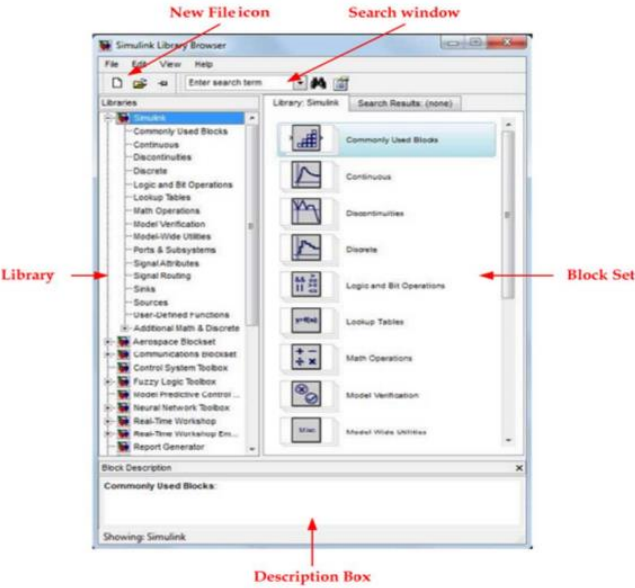 New File icon
Search window
Simulink Library Browser
File Edit View Help
Enter search term
Libraries
Library: Simulink
Search Results: (none)
Simulink
Commonly Used Blocks
Continuous
Discontinuities
Discrete
Logic and Bit Operations
Lookup Tables
Math Operations
Model Verification
Model-Wide Utilities
Ports & Subsystems
Signal Attributes
Signal Routing
Sinks
Sources
User-Defined Functions
Additional Math & Discrete
Aerospace Blockset
Communications Blockset
Control System Toolbox
Fuzzy Logic Toolbox
Model Predictive Control ...
Neural Network Toolbox
Real-Time Workshop
Real-Time Workshop Em...
Report Generator
Commonly Used Blocks
Continuous
Discontinuities
Discrete
Logic and Bit Operations
y=f(u)
Lookup Tables
+ −
÷ ×
Math Operations
Model Verification
Misc
Model-Wide Utilities
Library
Block Set
Block Description
Commonly Used Blocks:
Showing: Simulink
Description Box